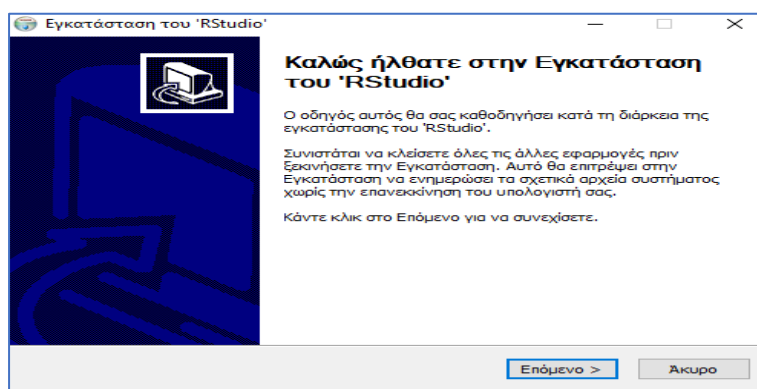 Εγκατάσταση του 'RStudio'
Καλώς ήλθατε στην Εγκατάσταση
του 'RStudio'
Ο οδηγός αυτός θα σας καθοδηγήσει κατά τη διάρκεια της
εγκατάστασης του 'RStudio'.
Συνιστάται να κλείσετε όλες τις άλλες εφαρμογές πριν
ξεκινήσετε την Εγκατάσταση. Αυτό θα επιτρέψει στην
Εγκατάσταση να ενημερώσει τα σχετικά αρχεία συστήματος
χωρίς την επανεκκίνηση του υπολογιστή σας.
Κάντε κλικ στο Επόμενο για να συνεχίσετε.
Επόμενο >
Άκυρο